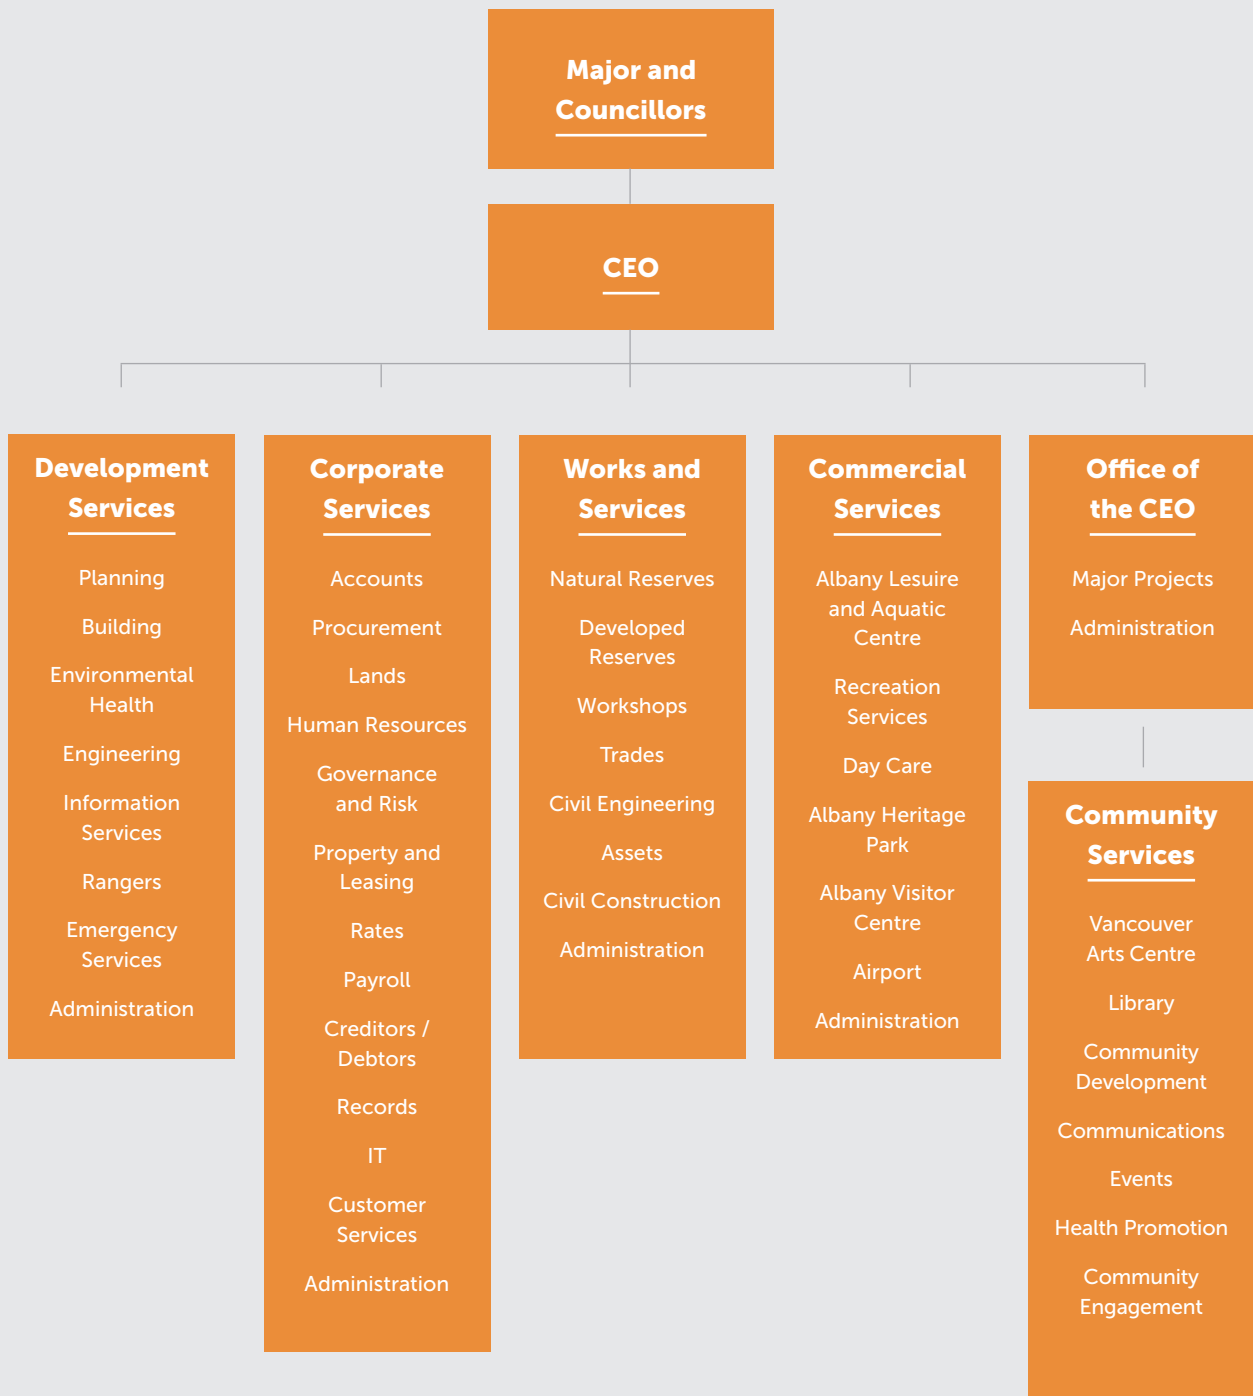 Major and
Councillors
CEO
Development
Services
Planning
Building
Environmental
Health
Engineering
Information
Services
Rangers
Emergency
Services
Administration
Corporate
Services
Accounts
Procurement
Lands
Human Resources
Governance
and Risk
Property and
Leasing
Rates
Payroll
Creditors /
Debtors
Records
IT
Customer
Services
Administration
Works and
Services
Natural Reserves
Developed
Reserves
Workshops
Trades
Civil Engineering
Assets
Civil Construction
Administration
Commercial
Services
Albany Lesuire
and Aquatic
Centre
Recreation
Services
Day Care
Albany Heritage
Park
Albany Visitor
Centre
Airport
Administration
Office of
the CEO
Major Projects
Administration
Community
Services
Vancouver
Arts Centre
Library
Community
Development
Communications
Events
Health Promotion
Community
Engagement